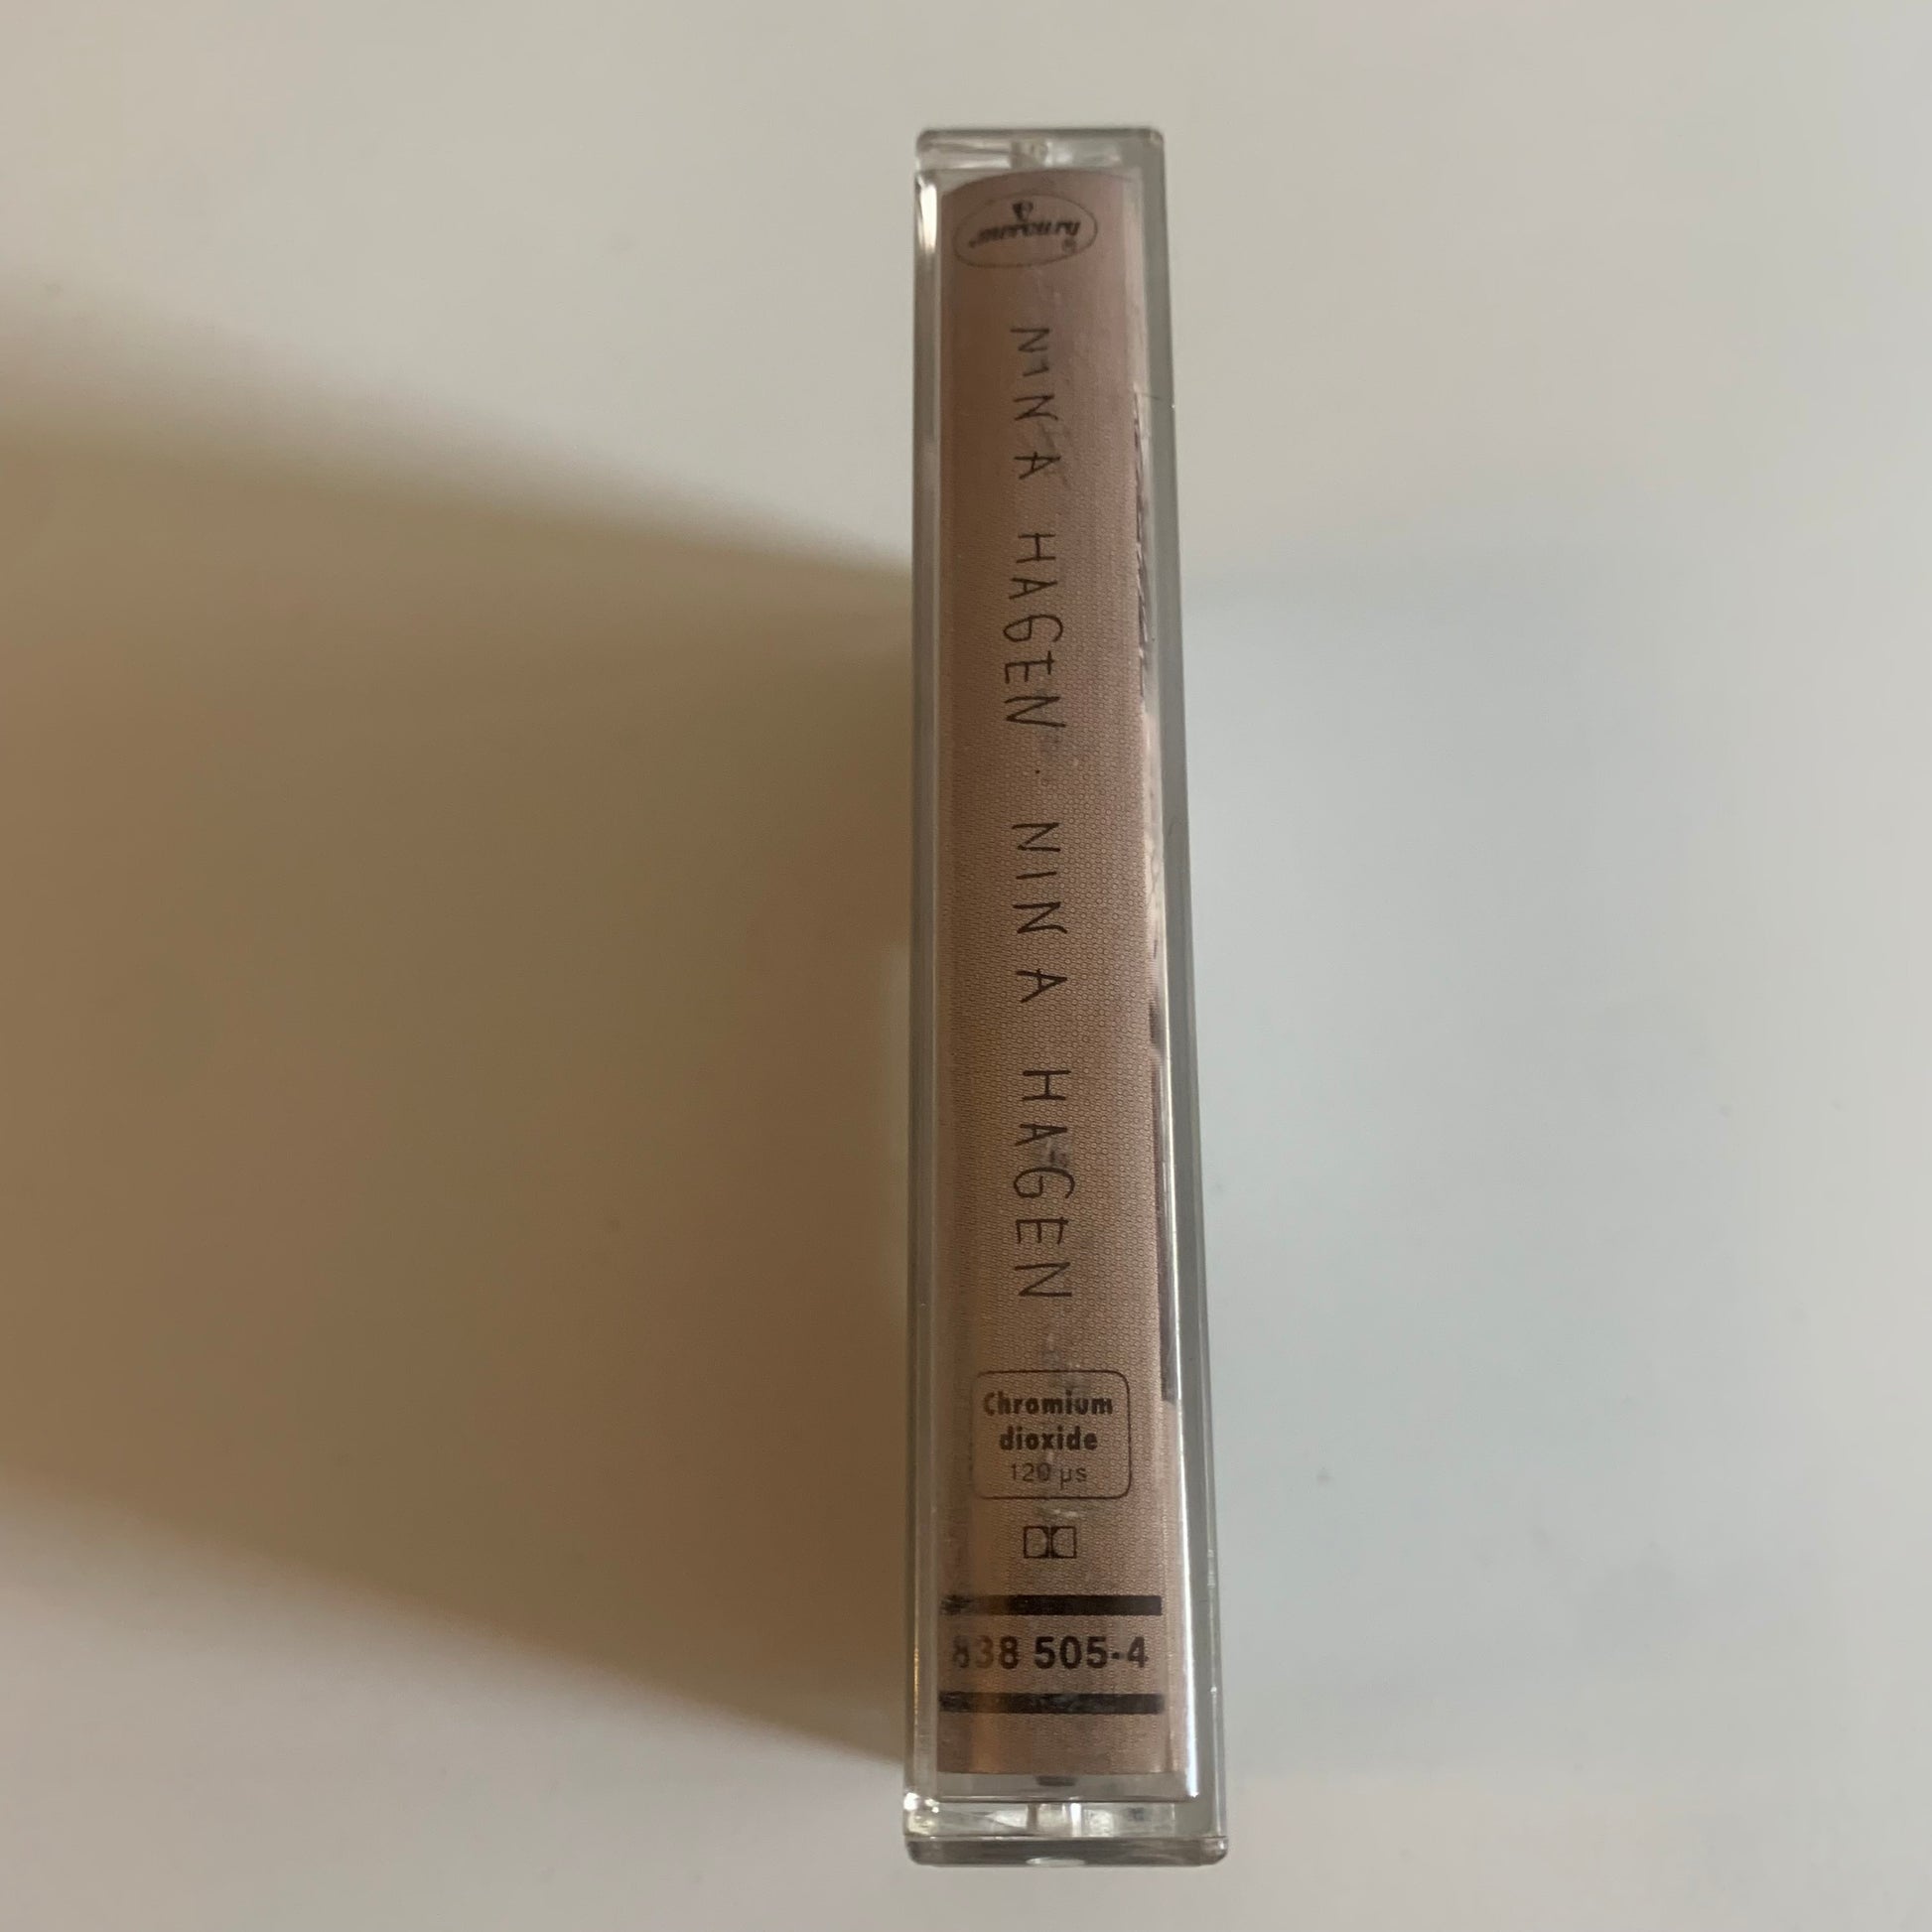 mercury
NINA HAGEN · NINA HAGEN
Chromium
dioxide
120 µs
838 505-4